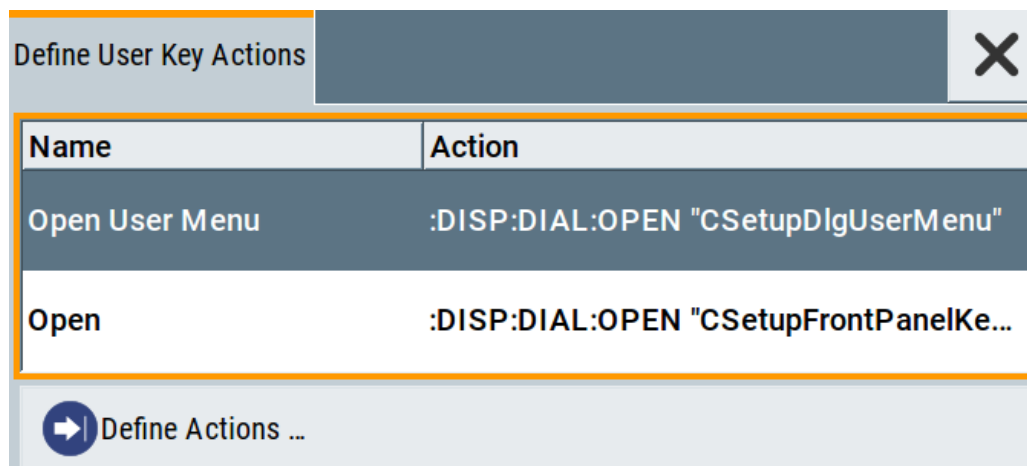 Define User Key Actions
Name Action
Open User Menu :DISP:DIAL:OPEN "CSetupDlgUserMenu"
Open :DISP:DIAL:OPEN "CSetupFrontPanelKe...
Define Actions ...